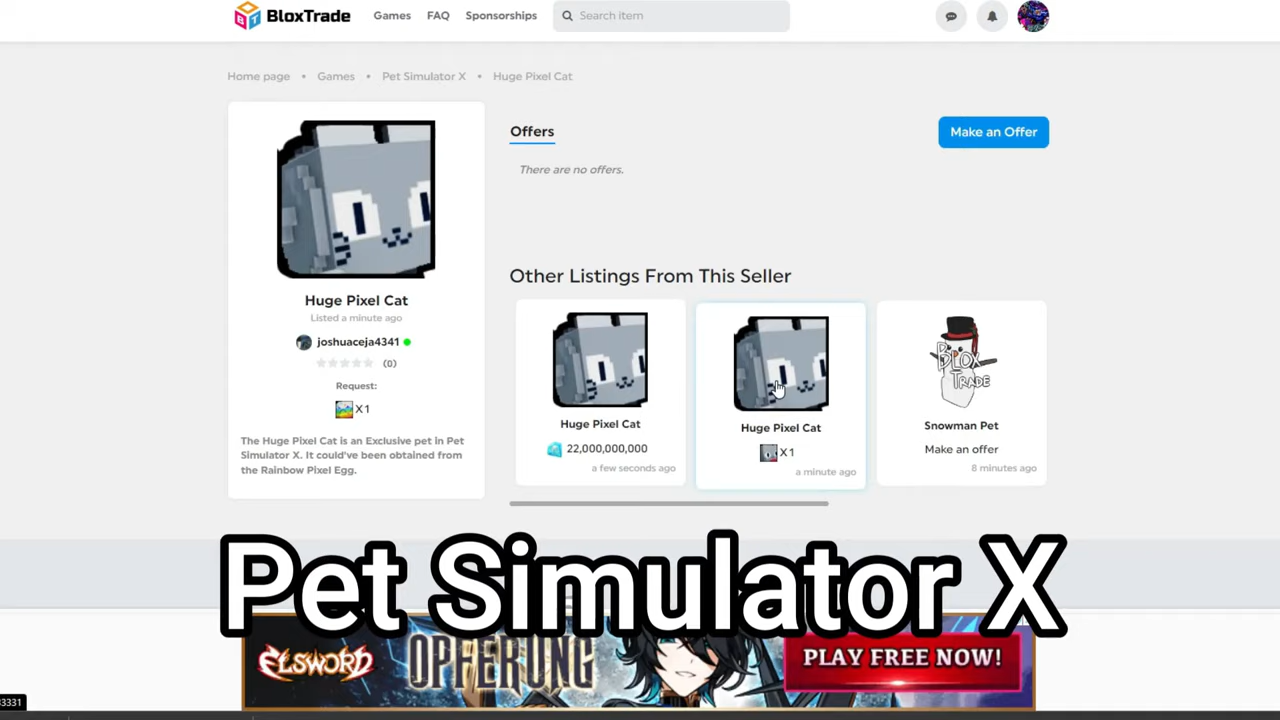 BloxTrade
Games
FAQ
Sponsorships
Search item
Home page • Games • Pet Simulator X • Huge Pixel Cat
Huge Pixel Cat
Listed a minute ago
joshuaceja4341
(0)
Request:
X1
The Huge Pixel Cat is an Exclusive pet in Pet
Simulator X. It could've been obtained from
the Rainbow Pixel Egg.
Offers
Make an Offer
There are no offers.
Other Listings From This Seller
Huge Pixel Cat
22,000,000,000
a few seconds ago
Huge Pixel Cat
X1
a minute ago
BLOX
TRADE
Snowman Pet
Make an offer
8 minutes ago
Pet Simulator X
ELSWORD
OPFERUNG
PLAY FREE NOW!